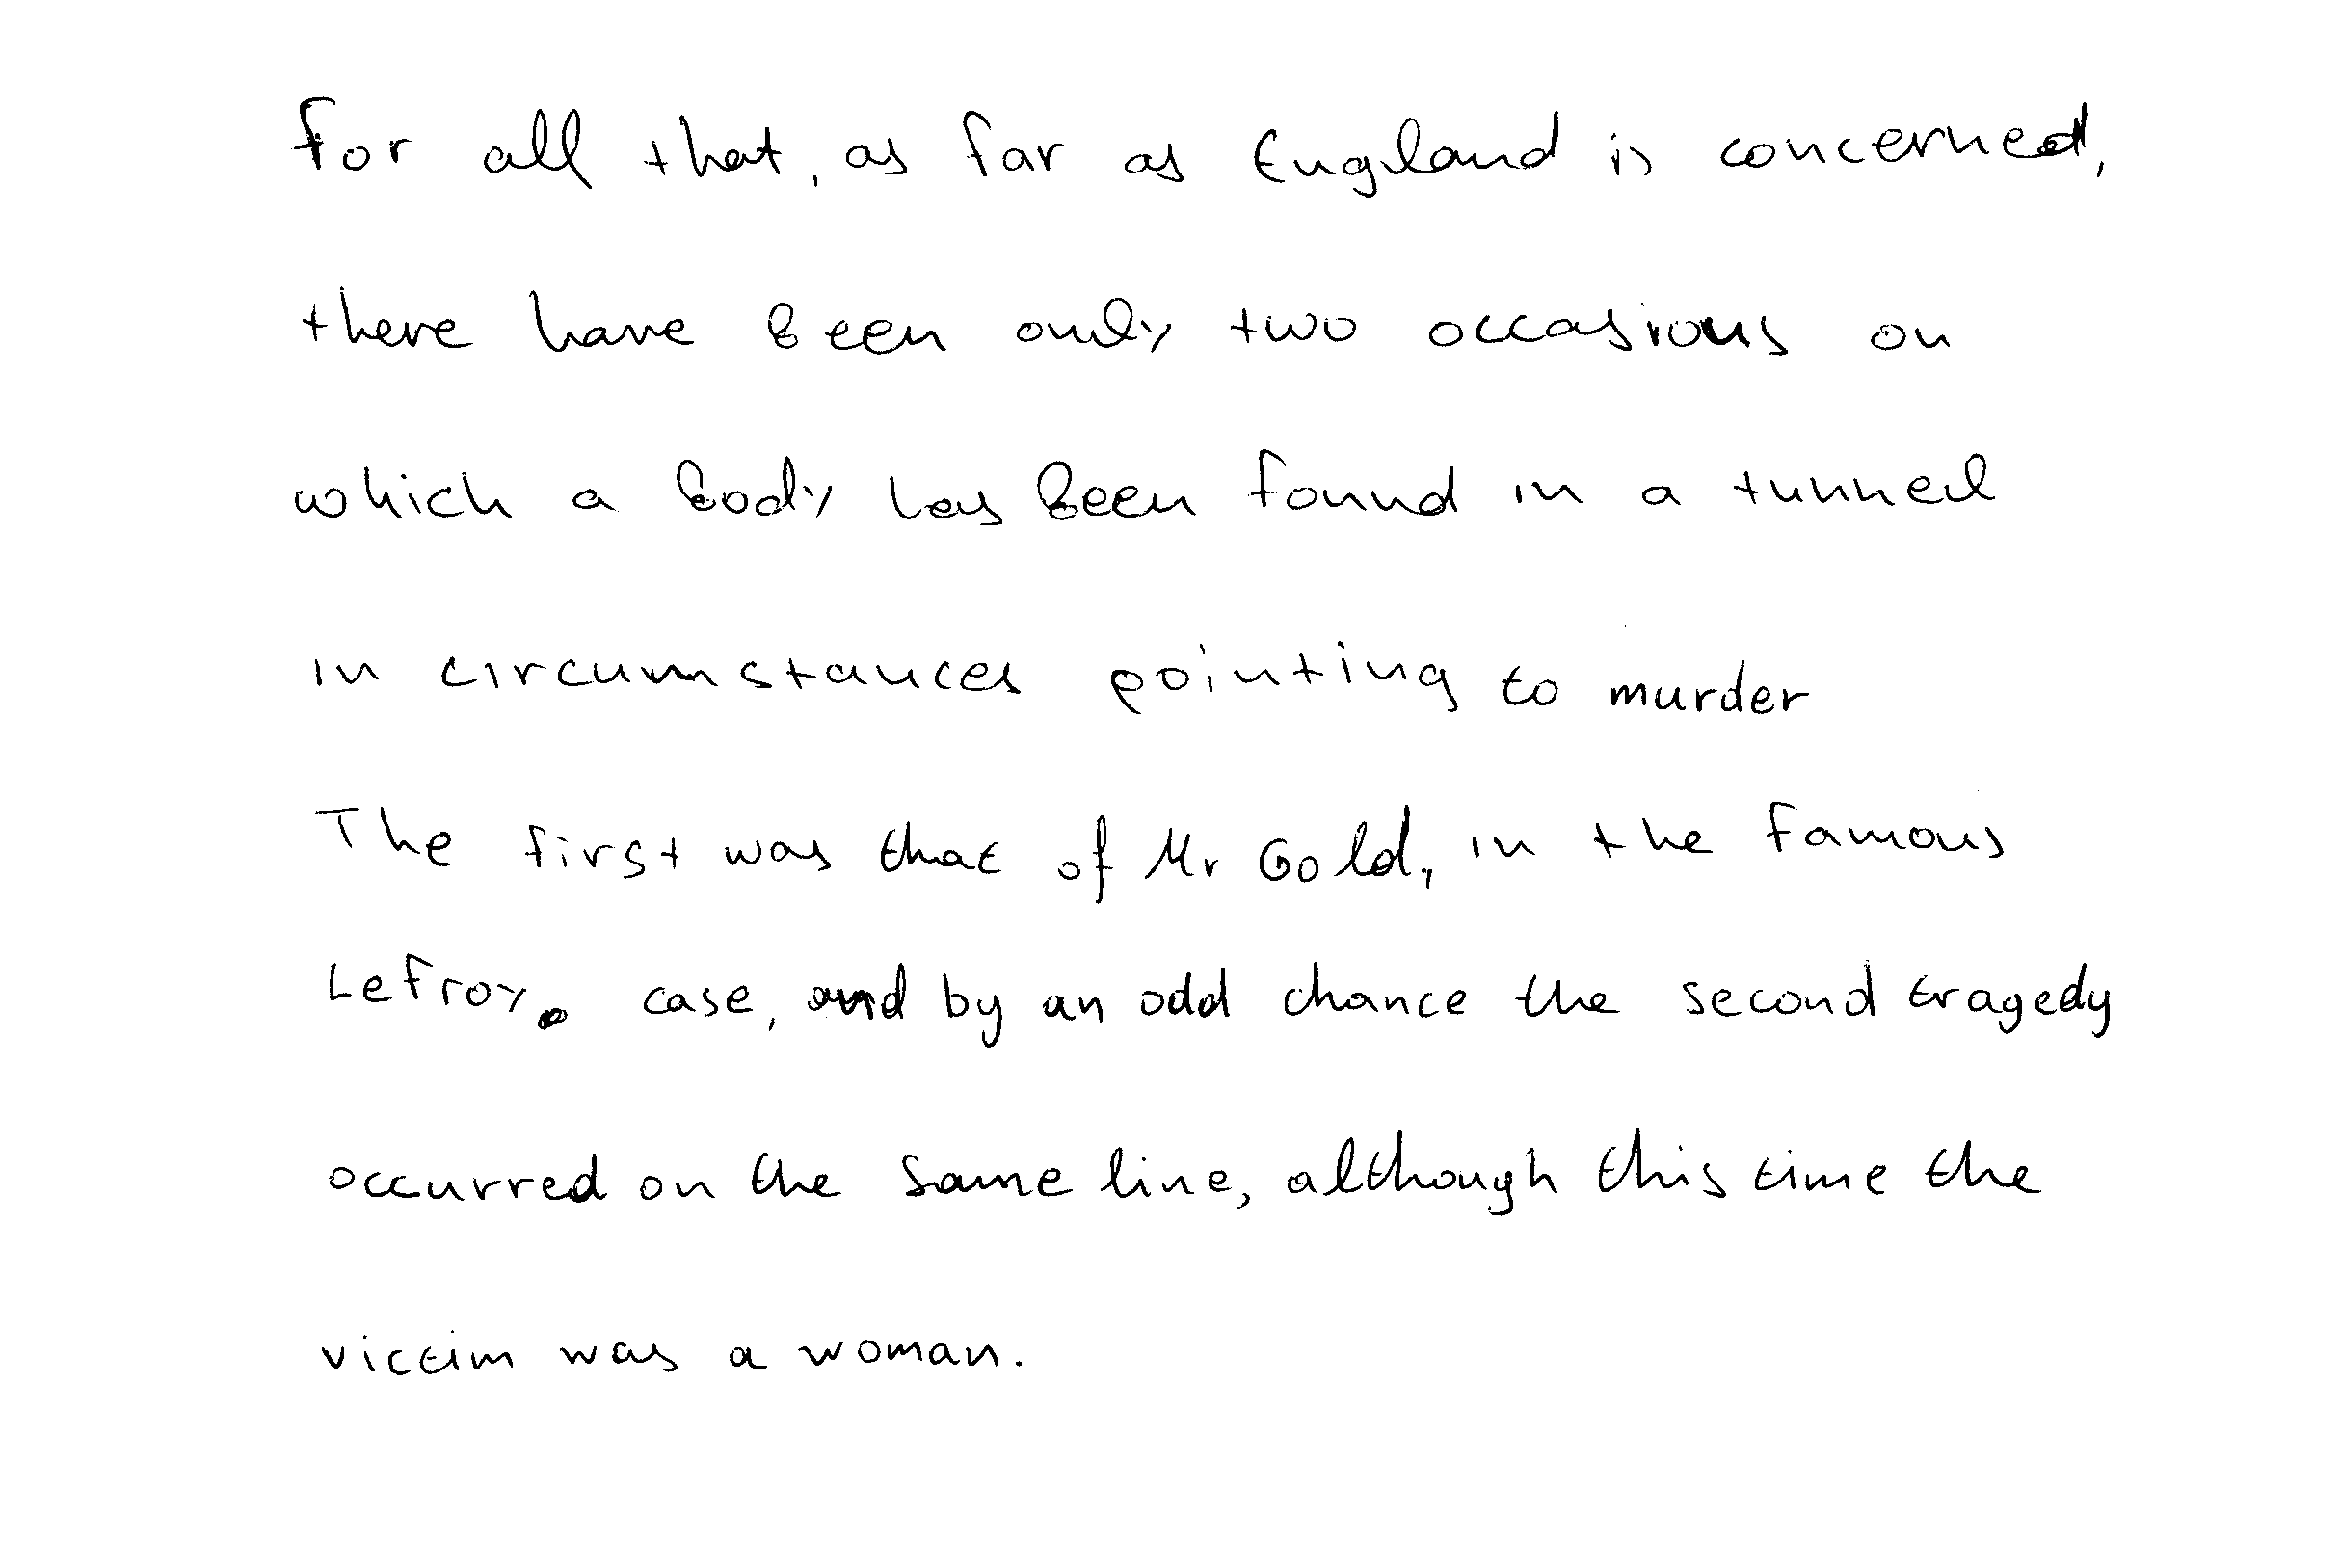 For all that, as far as England is concerned,
there have been only two occasions on
which a body has been found in a tunnel
in circumstances pointing to murder
The first was that of Mr Gold, in the famous
Lefroy. case, and by an odd chance the second tragedy
occurred on the same line, although this time the
victim was a woman.